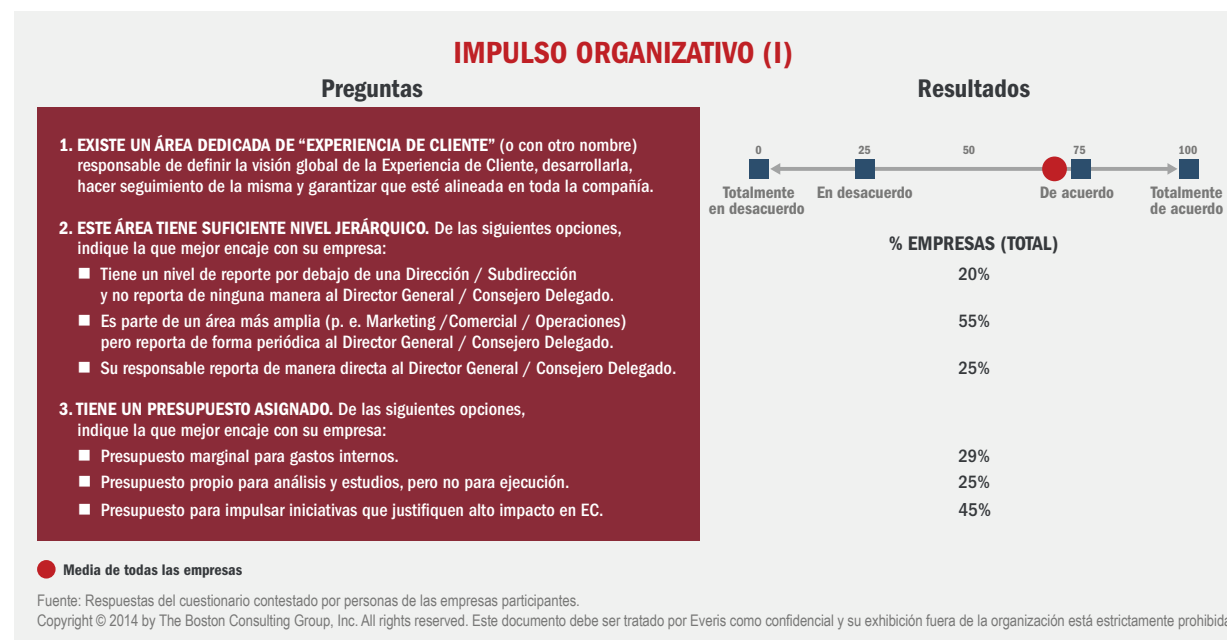 IMPULSO ORGANIZATIVO (I)
Preguntas
Resultados
1. EXISTE UN ÁREA DEDICADA DE “EXPERIENCIA DE CLIENTE” (o con otro nombre)
responsable de definir la visión global de la Experiencia de Cliente, desarrollarla,
hacer seguimiento de la misma y garantizar que esté alineada en toda la compañía.
0 25 50 75 100
Totalmente
en desacuerdo
En desacuerdo
De acuerdo
Totalmente
de acuerdo
2. ESTE ÁREA TIENE SUFICIENTE NIVEL JERÁRQUICO. De las siguientes opciones,
indique la que mejor encaje con su empresa:
% EMPRESAS (TOTAL)
Tiene un nivel de reporte por debajo de una Dirección / Subdirección
y no reporta de ninguna manera al Director General / Consejero Delegado.
20%
Es parte de un área más amplia (p. e. Marketing /Comercial / Operaciones)
pero reporta de forma periódica al Director General / Consejero Delegado.
55%
Su responsable reporta de manera directa al Director General / Consejero Delegado.
25%
3. TIENE UN PRESUPUESTO ASIGNADO. De las siguientes opciones,
indique la que mejor encaje con su empresa:
Presupuesto marginal para gastos internos.
29%
Presupuesto propio para análisis y estudios, pero no para ejecución.
25%
Presupuesto para impulsar iniciativas que justifiquen alto impacto en EC.
45%
Media de todas las empresas
Fuente: Respuestas del cuestionario contestado por personas de las empresas participantes.
Copyright © 2014 by The Boston Consulting Group, Inc. All rights reserved. Este documento debe ser tratado por Everis como confidencial y su exhibición fuera de la organización está estrictamente prohibida